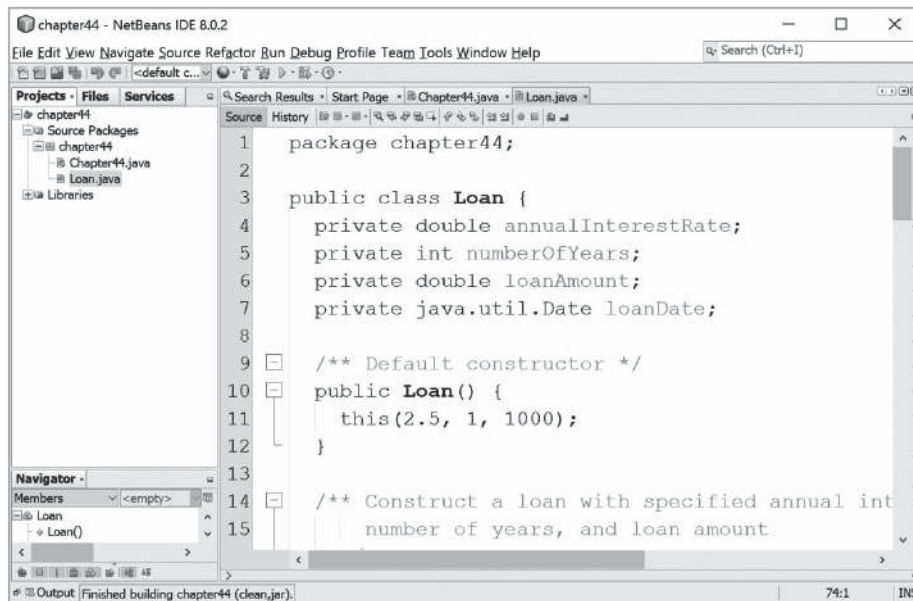 chapter44 - NetBeans IDE 8.0.2
File Edit View Navigate Source Refactor Run Debug Profile Team Tools Window Help
Search (Ctrl+I)
<default c...
Projects Files Services
Search Results Start Page Chapter44.java Loan.java
chapter44
Source Packages
chapter44
Chapter44.java
Loan.java
Libraries
Source History
1 package chapter44;
2
3 public class Loan {
4 private double annualInterestRate;
5 private int numberOfYears;
6 private double loanAmount;
7 private java.util.Date loanDate;
8
9 /** Default constructor */
10 public Loan() {
11 this(2.5, 1, 1000);
12 }
13
14 /** Construct a loan with specified annual int
15 number of years, and loan amount
Navigator
Members <empty>
Loan
Loan()
Output Finished building chapter44 (clean,jar).
74:1 INS